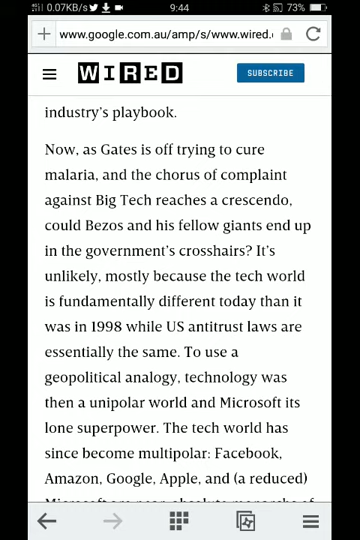 0.07KB/s 9:44 73%
www.google.com.au/amp/s/www.wired.
WIRED SUBSCRIBE
industry's playbook.
Now, as Gates is off trying to cure
malaria, and the chorus of complaint
against Big Tech reaches a crescendo,
could Bezos and his fellow giants end up
in the government's crosshairs? It's
unlikely, mostly because the tech world
is fundamentally different today than it
was in 1998 while US antitrust laws are
essentially the same. To use a
geopolitical analogy, technology was
then a unipolar world and Microsoft its
lone superpower. The tech world has
since become multipolar: Facebook,
Amazon, Google, Apple, and (a reduced)